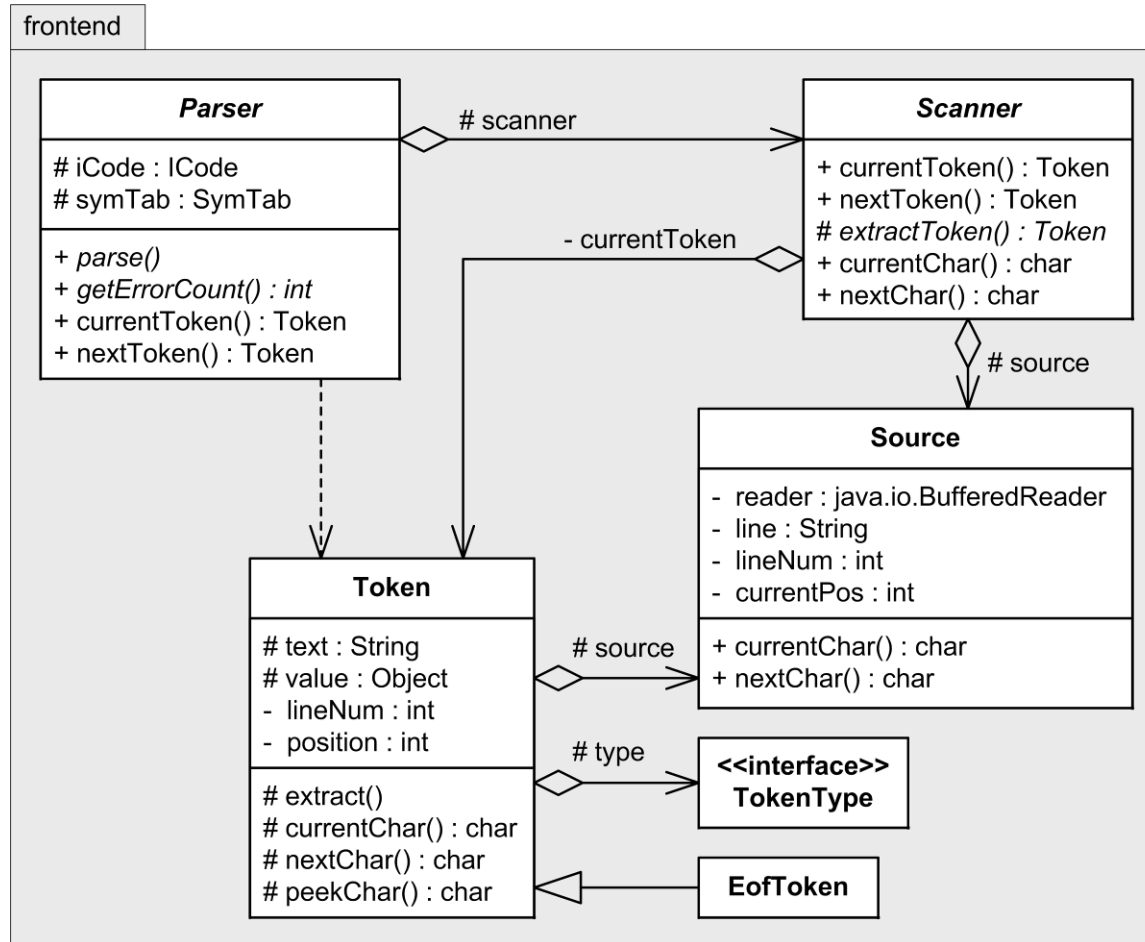 frontend
Parser
# iCode : ICode
# symTab : SymTab
+ parse()
+ getErrorCount() : int
+ currentToken() : Token
+ nextToken() : Token
# scanner
Scanner
+ currentToken() : Token
+ nextToken() : Token
# extractToken() : Token
+ currentChar() : char
+ nextChar() : char
- currentToken
# source
Source
- reader : java.io.BufferedReader
- line : String
- lineNum : int
- currentPos : int
+ currentChar() : char
+ nextChar() : char
Token
# text : String
# value : Object
- lineNum : int
- position : int
# extract()
# currentChar() : char
# nextChar() : char
# peekChar() : char
# source
# type
<<interface>>
TokenType
EofToken